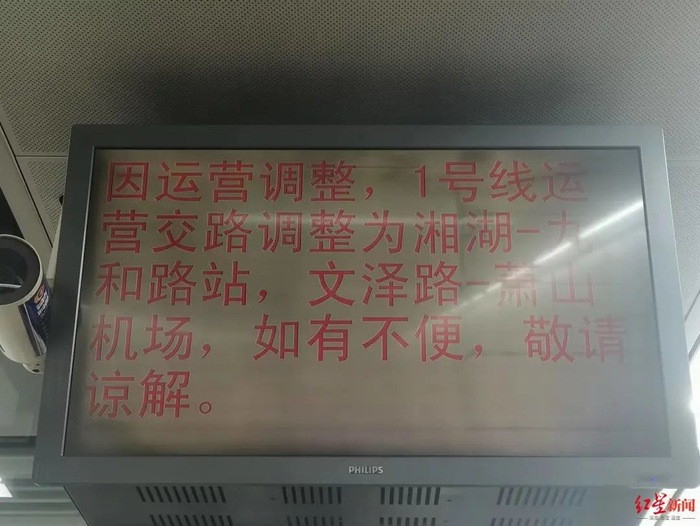 因运营调整，1号线运
营交路调整为湘湖-九
和路站，文泽路-萧山
机场，如有不便，敬请
谅解。
PHILIPS
红星新闻